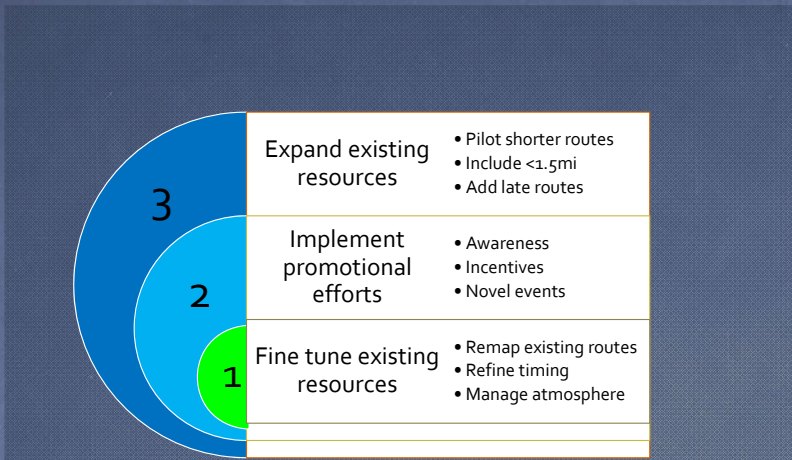 3
Expand existing
resources
• Pilot shorter routes
• Include <1.5mi
• Add late routes
2
Implement
promotional
efforts
• Awareness
• Incentives
• Novel events
1
Fine tune existing
resources
• Remap existing routes
• Refine timing
• Manage atmosphere